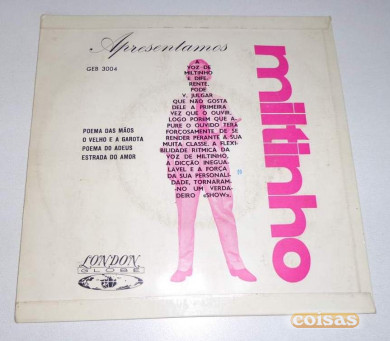 Apresentamos
GEB 3004
miltinho
A
VOZ DE
MILTINHO
E DIFE-
RENTE.
PODE
V. JULGAR
QUE NÃO GOSTA
DELE A PRIMEIRA
VEZ QUE O OUVIR.
LOGO PORÉM QUE A-
PURE O OUVIDO TERÁ
FORÇOSAMENTE DE SE
RENDER PERANTE A SUA
MUITA CLASSE. A FLEXI-
BILIDADE RITMICA DA
VOZ DE MILTINHO,
A DICÇÃO INEGUA-
LÁVEL E A FORÇA
DA SUA PERSONALI-
DADE, TORNARAM-
NO UM VERDA-
DEIRO «SHOW».
POEMA DAS MÃOS
O VELHO E A GAROTA
POEMA DO ADEUS
ESTRADA DO AMOR
LONDON
GLOBE
coisas